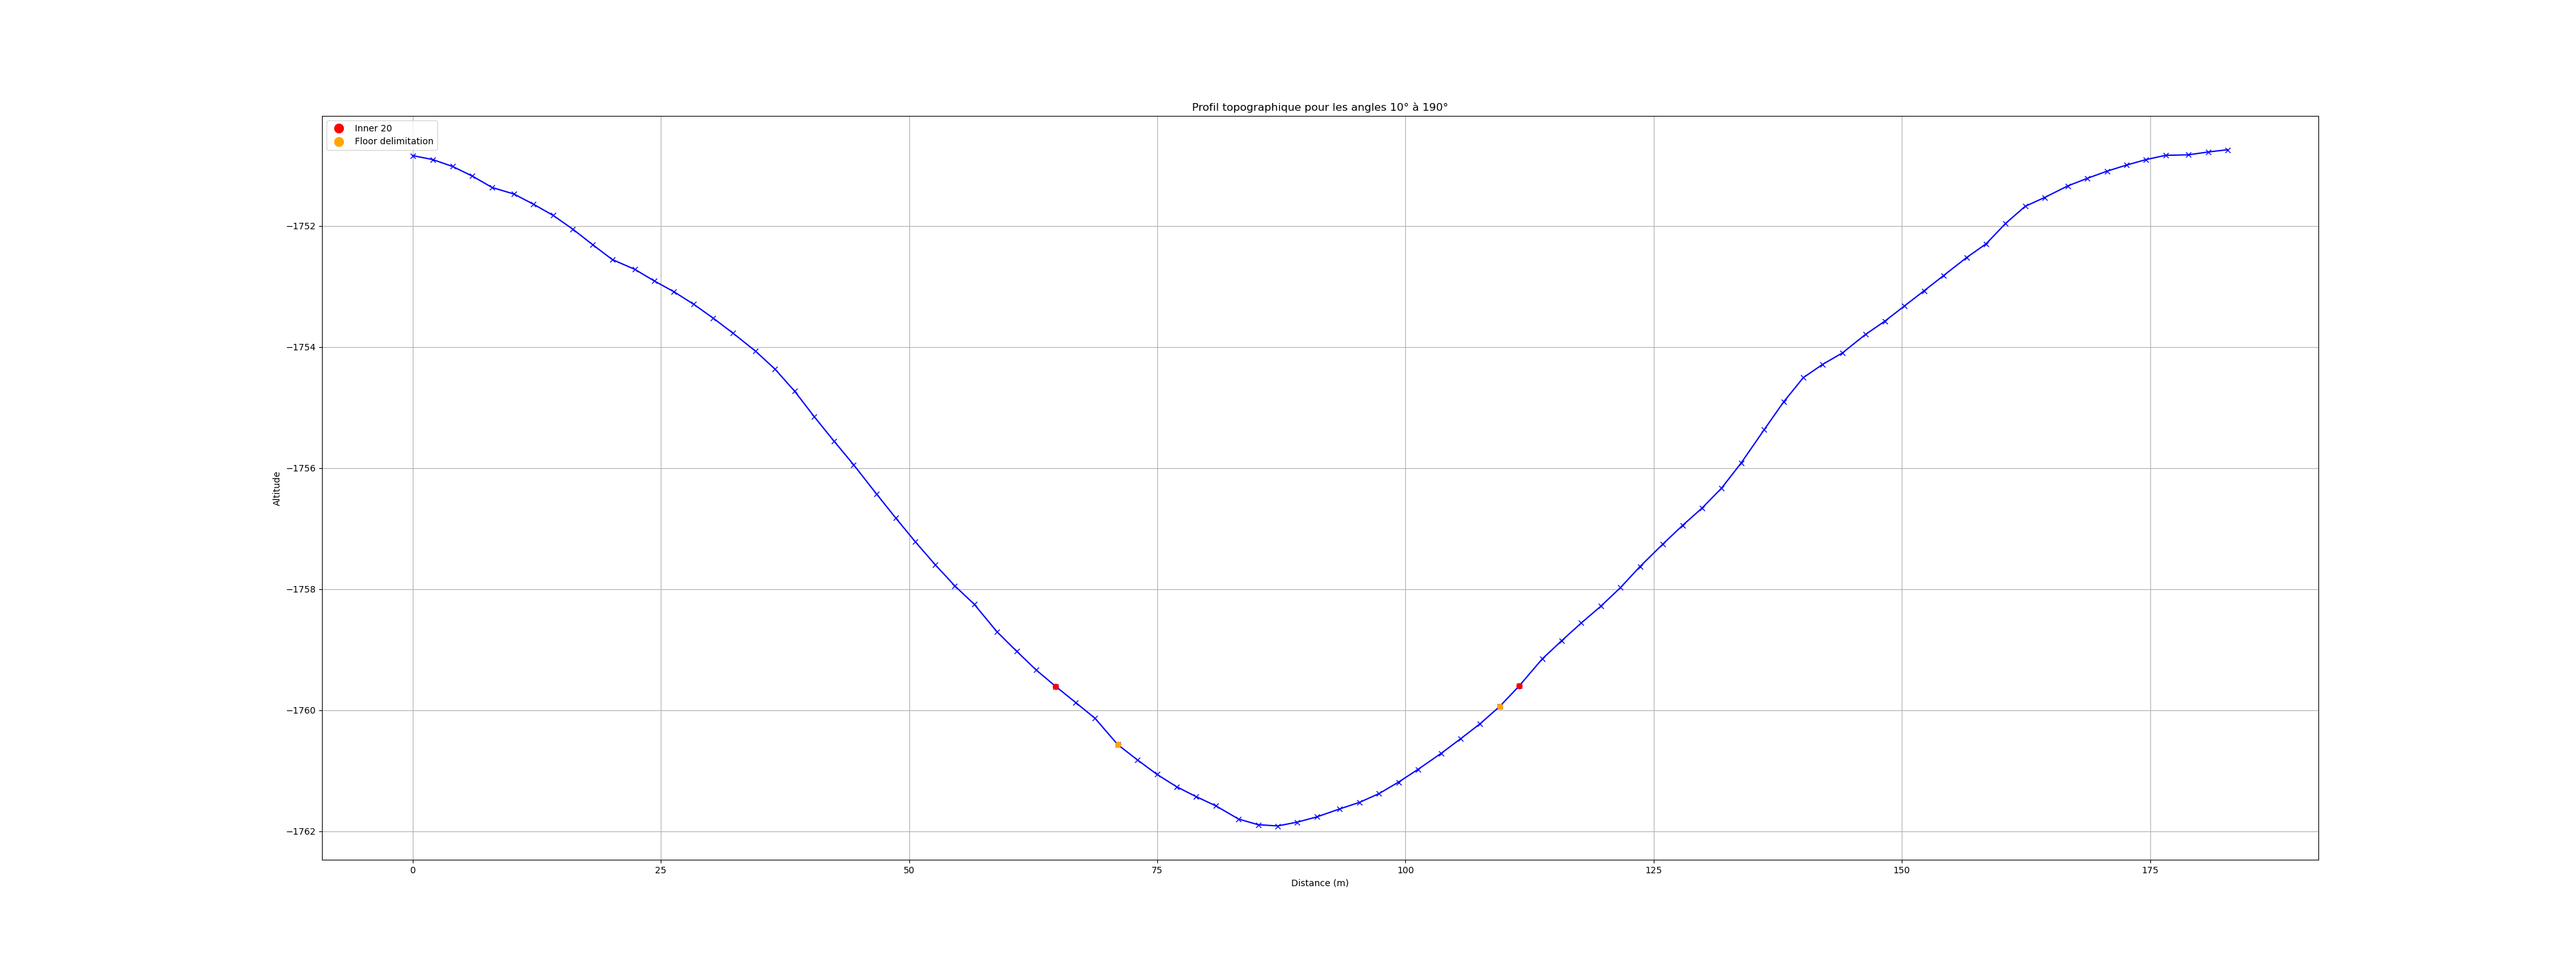 Profil topographique pour les angles 10° à 190°
Inner 20
Floor delimitation
−1752
−1754
−1756
−1758
−1760
−1762
Altitude
0 25 50 75 100 125 150 175
Distance (m)